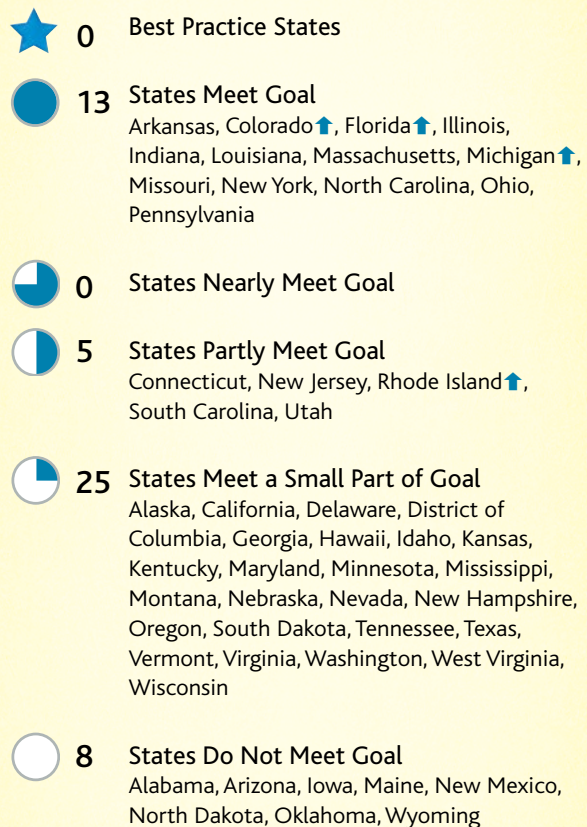 0 Best Practice States
13 States Meet Goal
Arkansas, Colorado⬆, Florida⬆, Illinois,
Indiana, Louisiana, Massachusetts, Michigan⬆,
Missouri, New York, North Carolina, Ohio,
Pennsylvania
0 States Nearly Meet Goal
5 States Partly Meet Goal
Connecticut, New Jersey, Rhode Island⬆,
South Carolina, Utah
25 States Meet a Small Part of Goal
Alaska, California, Delaware, District of
Columbia, Georgia, Hawaii, Idaho, Kansas,
Kentucky, Maryland, Minnesota, Mississippi,
Montana, Nebraska, Nevada, New Hampshire,
Oregon, South Dakota, Tennessee, Texas,
Vermont, Virginia, Washington, West Virginia,
Wisconsin
8 States Do Not Meet Goal
Alabama, Arizona, Iowa, Maine, New Mexico,
North Dakota, Oklahoma, Wyoming